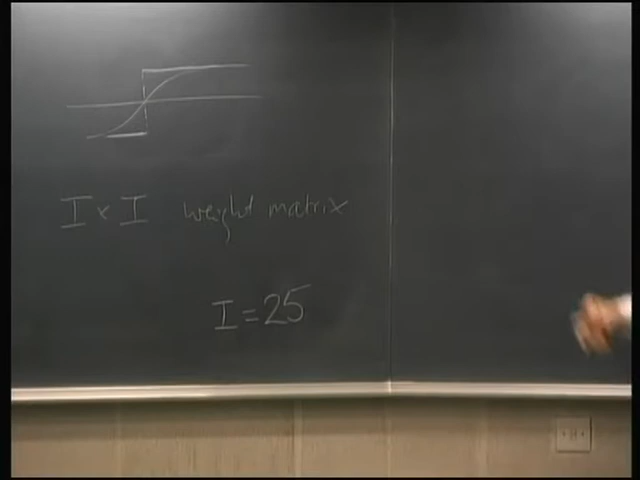 I × I weight matrix
I = 25